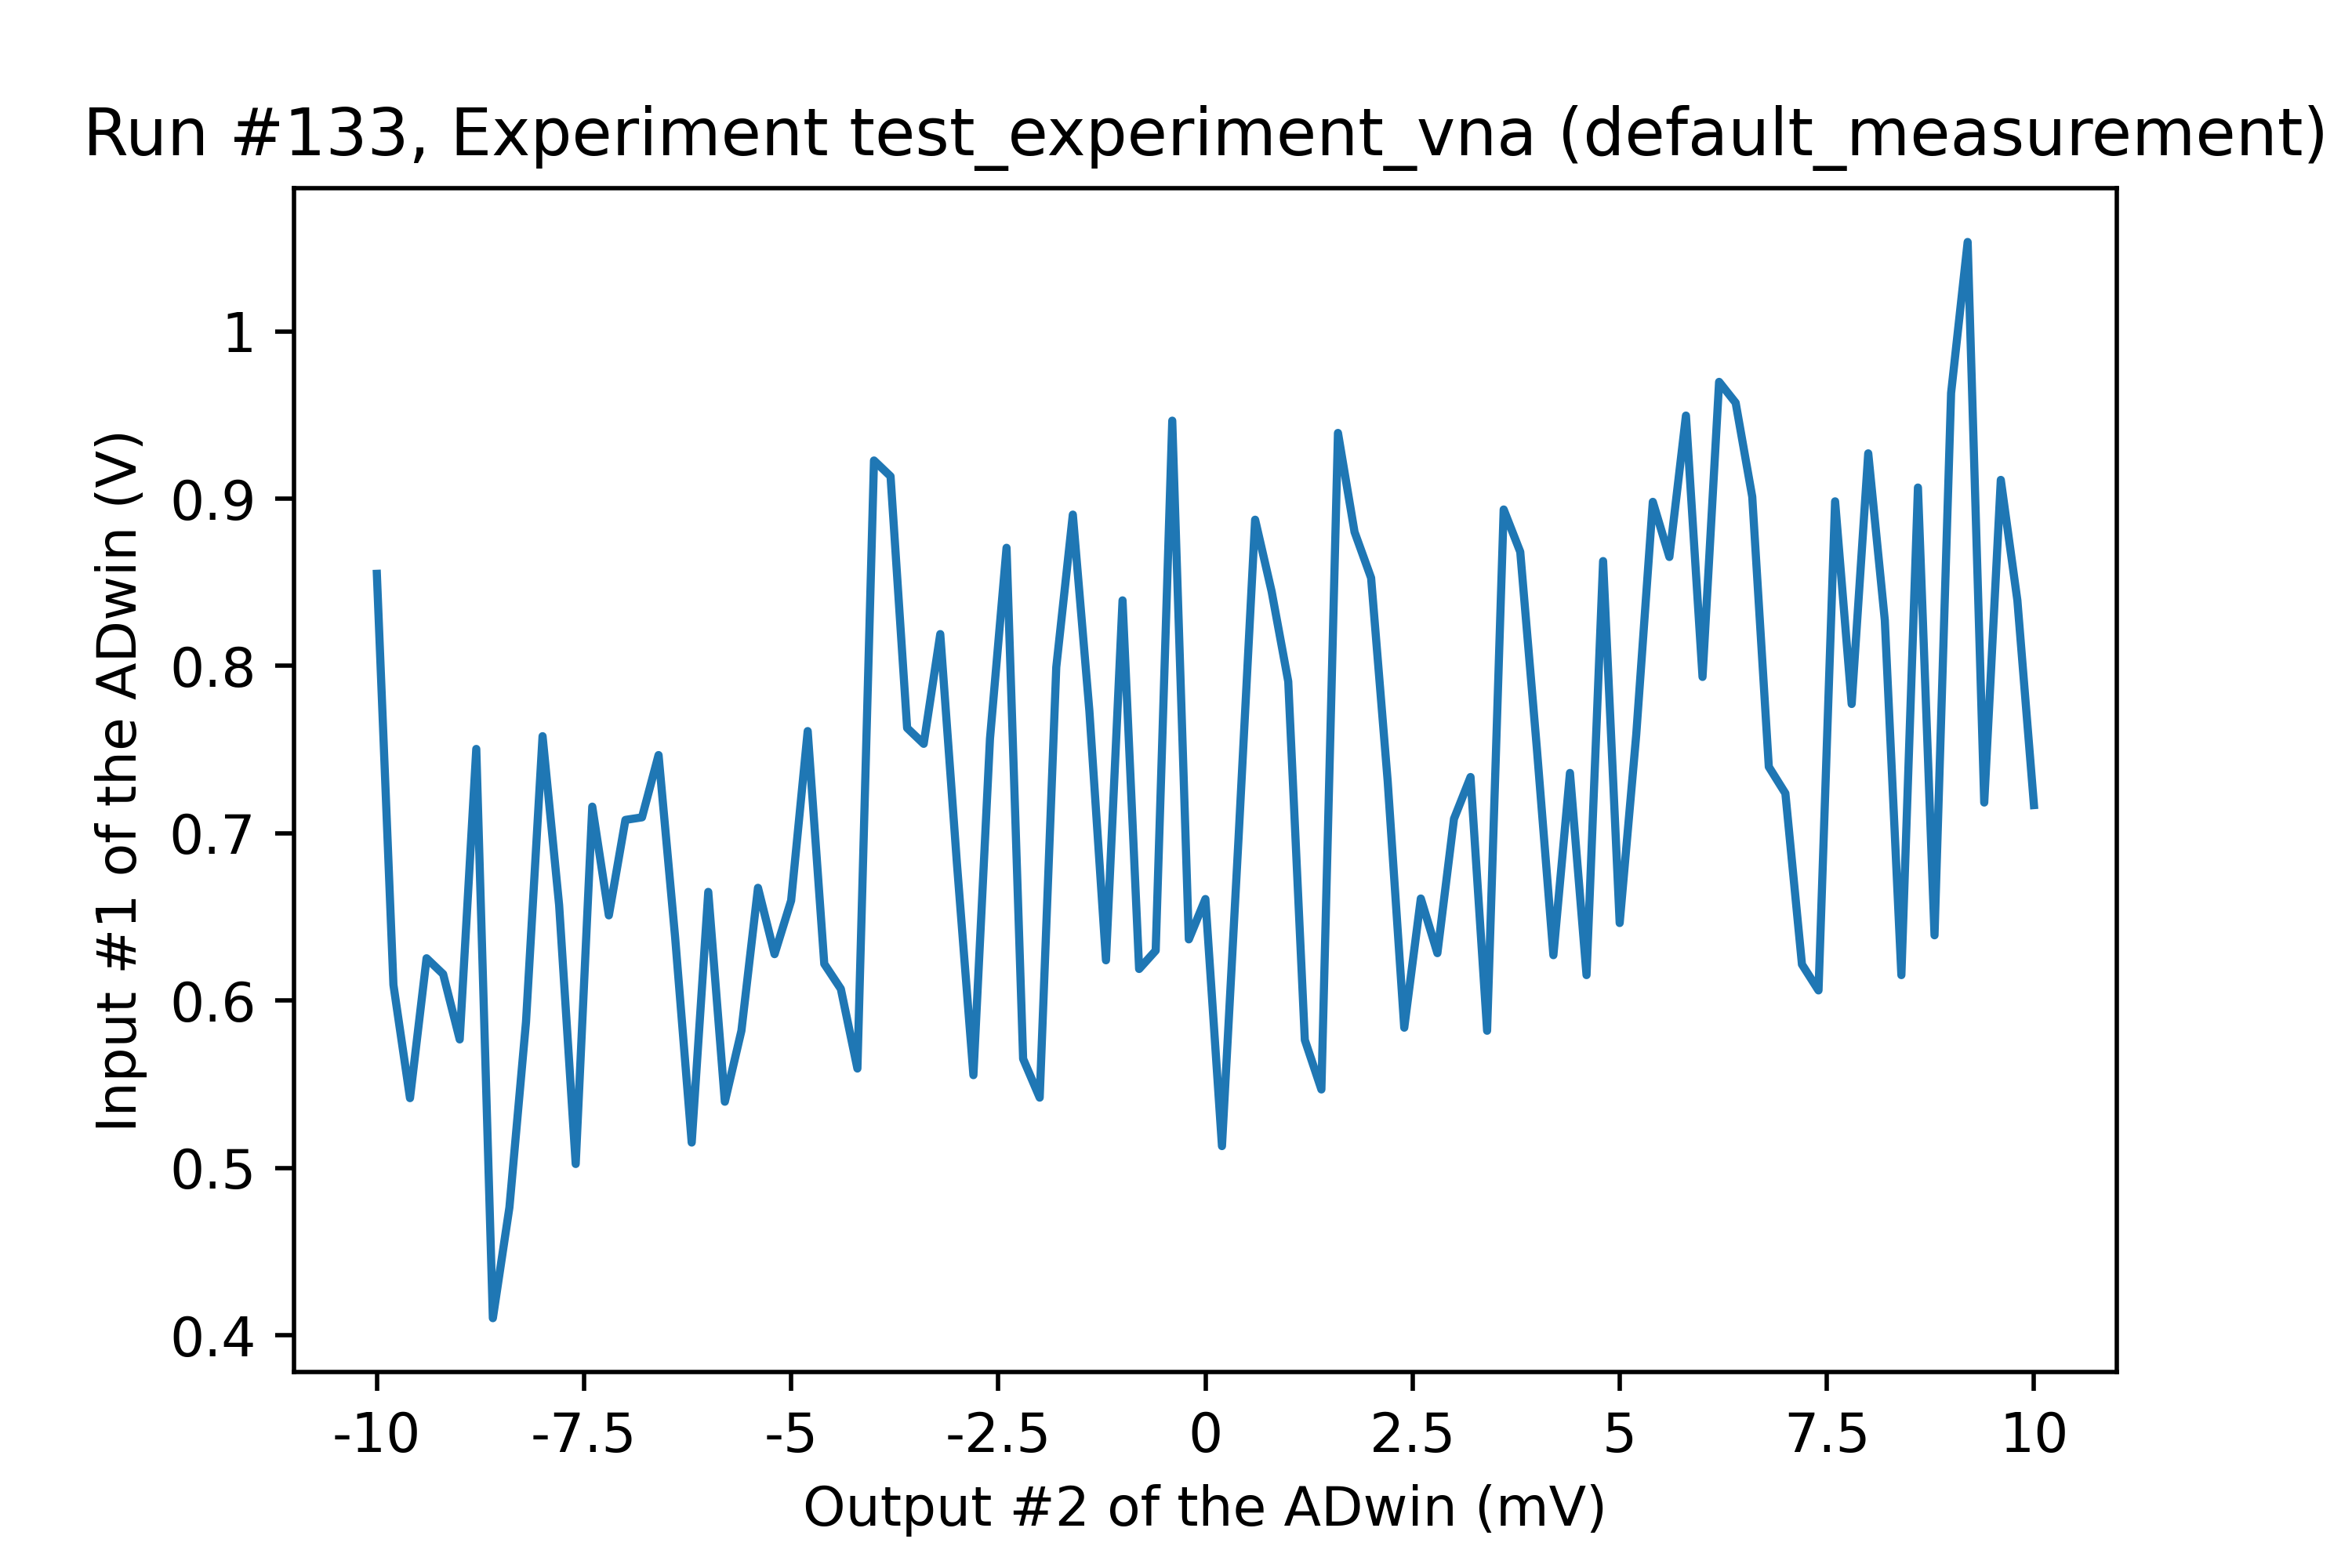 Run #133, Experiment test_experiment_vna (default_measurement)
Input #1 of the ADwin (V)
1
0.9
0.8
0.7
0.6
0.5
0.4
-10 -7.5 -5 -2.5 0 2.5 5 7.5 10
Output #2 of the ADwin (mV)